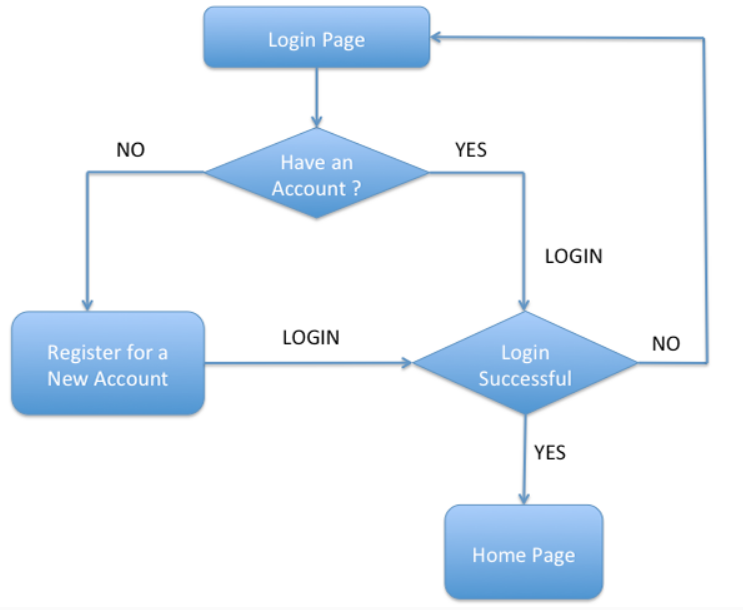 Login Page
NO
YES
Have an
Account ?
LOGIN
LOGIN
Register for a
New Account
Login
Successful
NO
YES
Home Page